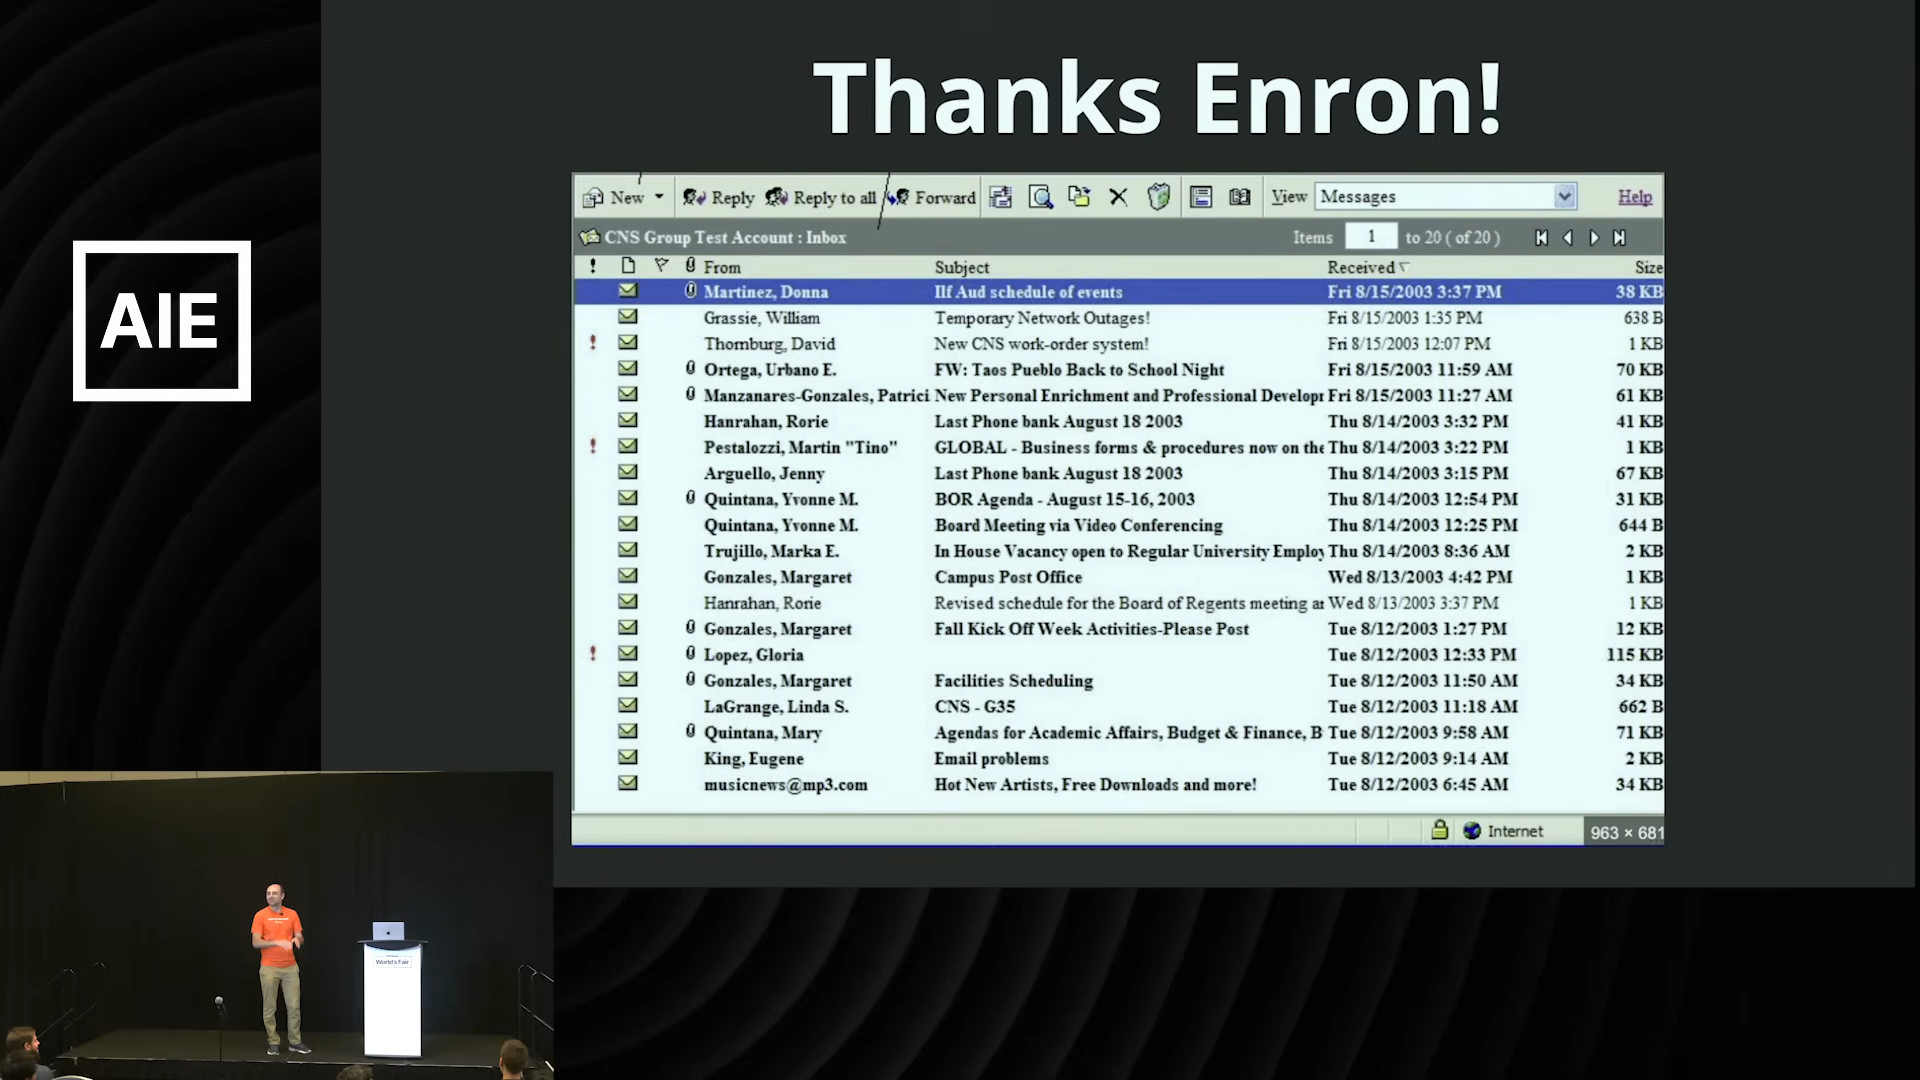 Thanks Enron!
AIE
New Reply Reply to all Forward View Messages Help
CNS Group Test Account : Inbox Items 1 to 20 ( of 20 )
! From Subject Received Size
Martinez, Donna Ilf Aud schedule of events Fri 8/15/2003 3:37 PM 38 KB
Grassie, William Temporary Network Outages! Fri 8/15/2003 1:35 PM 638 B
! Thornburg, David New CNS work-order system! Fri 8/15/2003 12:07 PM 1 KB
Ortega, Urbano E. FW: Taos Pueblo Back to School Night Fri 8/15/2003 11:59 AM 70 KB
Manzanares-Gonzales, Patrici New Personal Enrichment and Professional Develop Fri 8/15/2003 11:27 AM 61 KB
Hanrahan, Rorie Last Phone bank August 18 2003 Thu 8/14/2003 3:32 PM 41 KB
! Pestalozzi, Martin "Tino" GLOBAL - Business forms & procedures now on the Thu 8/14/2003 3:22 PM 1 KB
Arguello, Jenny Last Phone bank August 18 2003 Thu 8/14/2003 3:15 PM 67 KB
Quintana, Yvonne M. BOR Agenda - August 15-16, 2003 Thu 8/14/2003 12:54 PM 31 KB
Quintana, Yvonne M. Board Meeting via Video Conferencing Thu 8/14/2003 12:25 PM 644 B
Trujillo, Marka E. In House Vacancy open to Regular University Employ Thu 8/14/2003 8:36 AM 2 KB
Gonzales, Margaret Campus Post Office Wed 8/13/2003 4:42 PM 1 KB
Hanrahan, Rorie Revised schedule for the Board of Regents meeting ar Wed 8/13/2003 3:37 PM 1 KB
Gonzales, Margaret Fall Kick Off Week Activities-Please Post Tue 8/12/2003 1:27 PM 12 KB
! Lopez, Gloria Tue 8/12/2003 12:33 PM 115 KB
Gonzales, Margaret Facilities Scheduling Tue 8/12/2003 11:50 AM 34 KB
LaGrange, Linda S. CNS - G35 Tue 8/12/2003 11:18 AM 662 B
Quintana, Mary Agendas for Academic Affairs, Budget & Finance, B Tue 8/12/2003 9:58 AM 71 KB
King, Eugene Email problems Tue 8/12/2003 9:14 AM 2 KB
musicnews@mp3.com Hot New Artists, Free Downloads and more! Tue 8/12/2003 6:45 AM 34 KB
Internet 963 × 681
World's Fair